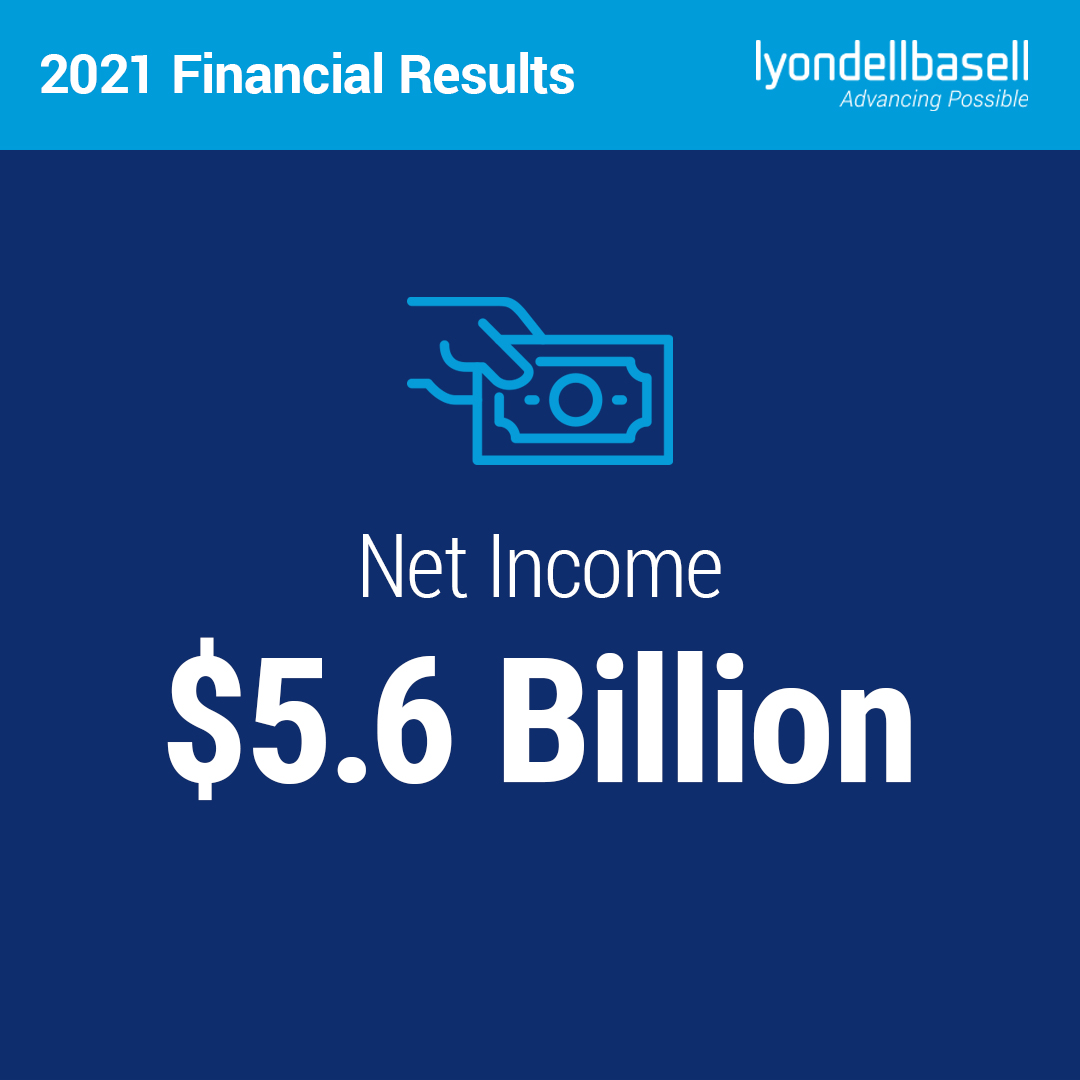 2021 Financial Results
lyondellbasell
Advancing Possible
Net Income
$5.6 Billion